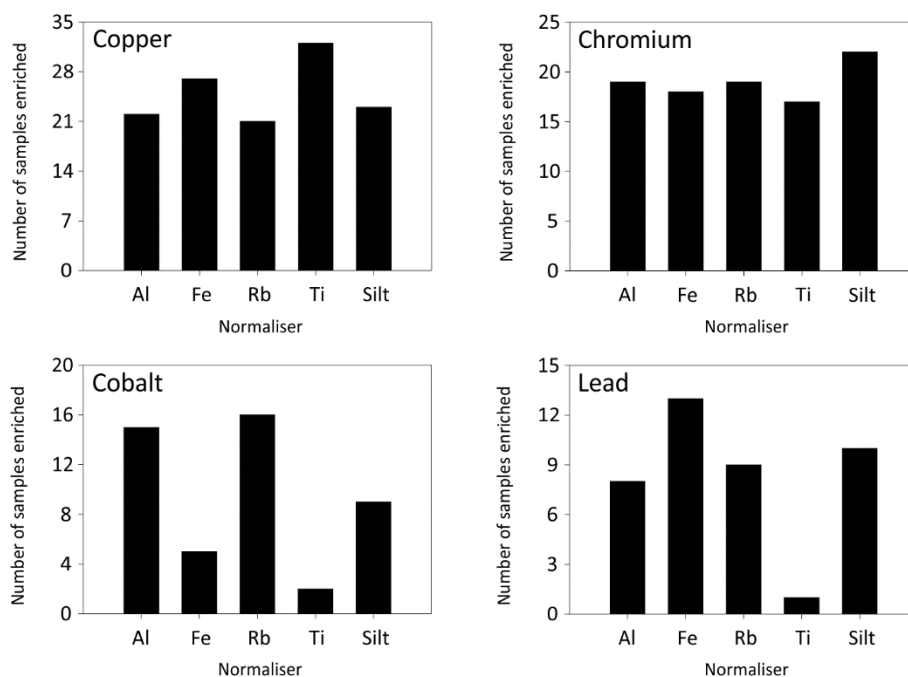 Copper
Number of samples enriched
35
28
21
14
7
0
Al Fe Rb Ti Silt
Normaliser
Chromium
Number of samples enriched
25
20
15
10
5
0
Al Fe Rb Ti Silt
Normaliser
Cobalt
Number of samples enriched
20
16
12
8
4
0
Al Fe Rb Ti Silt
Normaliser
Lead
Number of samples enriched
15
12
9
6
3
0
Al Fe Rb Ti Silt
Normaliser